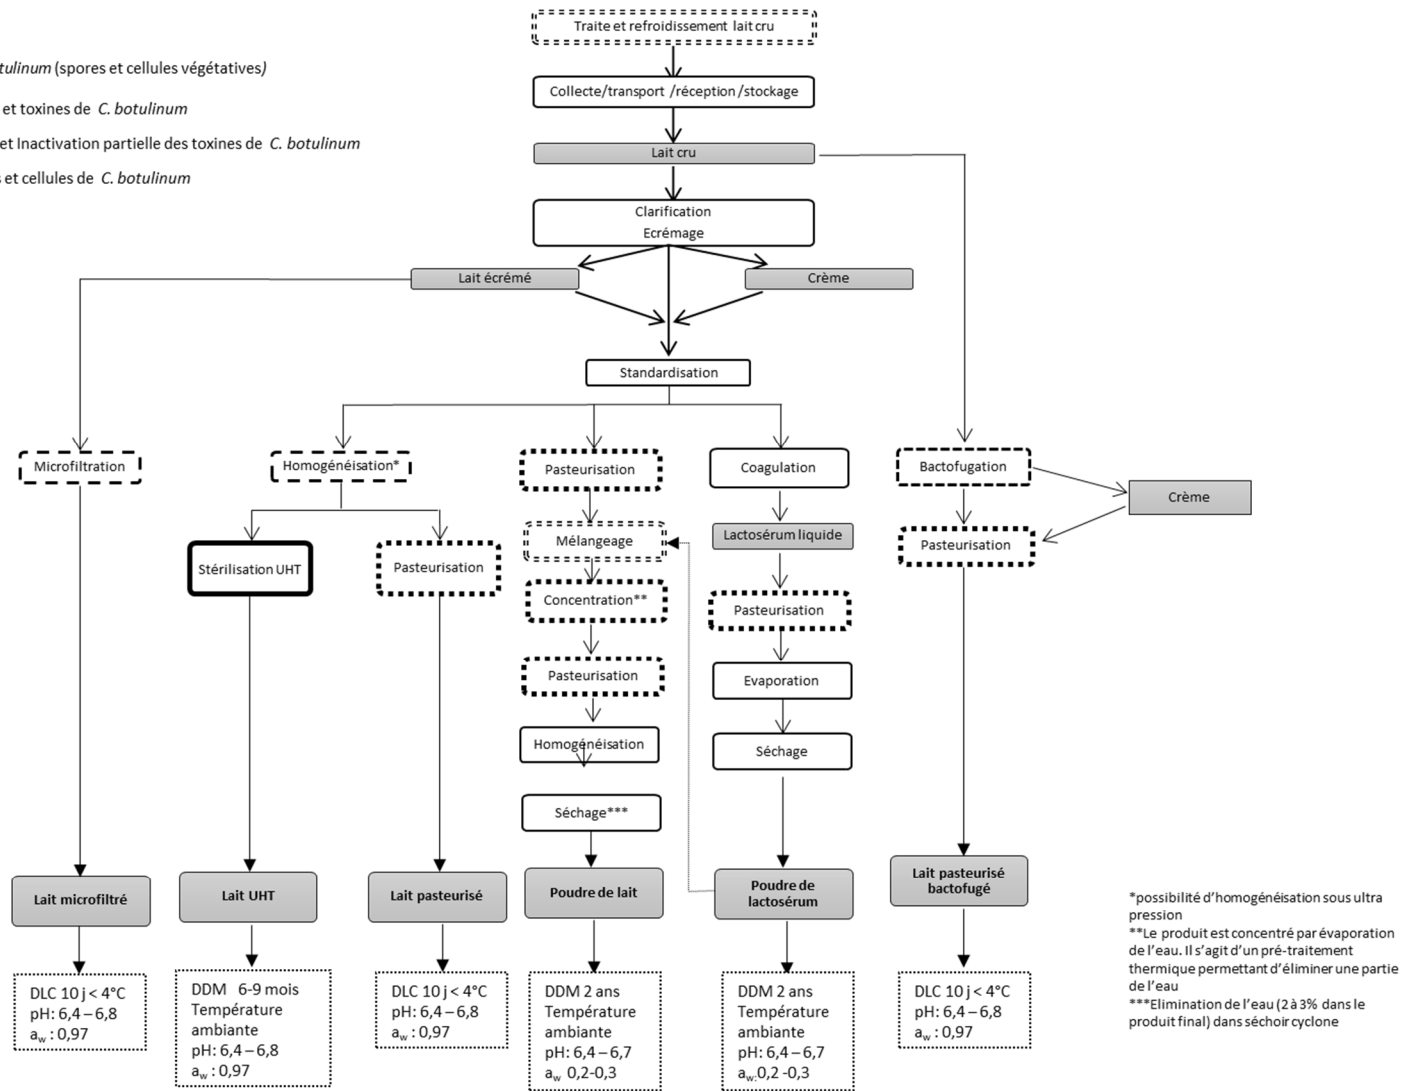 Traite et refroidissement lait cru
tulinum (spores et cellules végétatives)
et toxines de C. botulinum
et Inactivation partielle des toxines de C. botulinum
s et cellules de C. botulinum
Collecte/transport /réception/stockage
Lait cru
Clarification
Ecrémage
Lait écrémé
Crème
Standardisation
Microfiltration
Homogénéisation*
Pasteurisation
Coagulation
Bactofugation
Crème
Stérilisation UHT
Pasteurisation
Mélangeage
Lactosérum liquide
Pasteurisation
Concentration**
Pasteurisation
Pasteurisation
Evaporation
Homogénéisation
Séchage
Séchage***
Lait microfiltré
Lait UHT
Lait pasteurisé
Poudre de lait
Poudre de
lactosérum
Lait pasteurisé
bactofugé
DLC 10 j < 4°C
pH: 6,4 – 6,8
aw : 0,97
DDM 6-9 mois
Température
ambiante
pH: 6,4 – 6,8
aw : 0,97
DLC 10 j < 4°C
pH: 6,4 – 6,8
aw : 0,97
DDM 2 ans
Température
ambiante
pH: 6,4 – 6,7
aw 0,2-0,3
DDM 2 ans
Température
ambiante
pH: 6,4 – 6,7
aw:0,2 -0,3
DLC 10 j < 4°C
pH: 6,4 – 6,8
aw : 0,97
*possibilité d'homogénéisation sous ultra
pression
**Le produit est concentré par évaporation
de l'eau. Il s'agit d'un pré-traitement
thermique permettant d'éliminer une partie
de l'eau
***Elimination de l'eau (2 à 3% dans le
produit final) dans séchoir cyclone